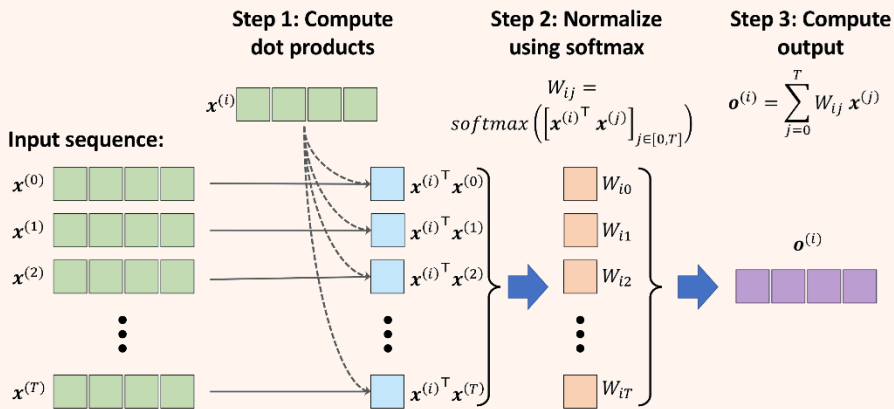 Step 1: Compute
dot products
Step 2: Normalize
using softmax
Step 3: Compute
output
x^(i)
W_ij =
softmax([x^(i)⊤ x^(j)]_j∈[0,T])
o^(i) = ∑_{j=0}^{T} W_ij x^(j)
Input sequence:
x^(0)
x^(i)⊤ x^(0)
W_i0
x^(1)
x^(i)⊤ x^(1)
W_i1
x^(2)
x^(i)⊤ x^(2)
W_i2
o^(i)
x^(T)
x^(i)⊤ x^(T)
W_iT